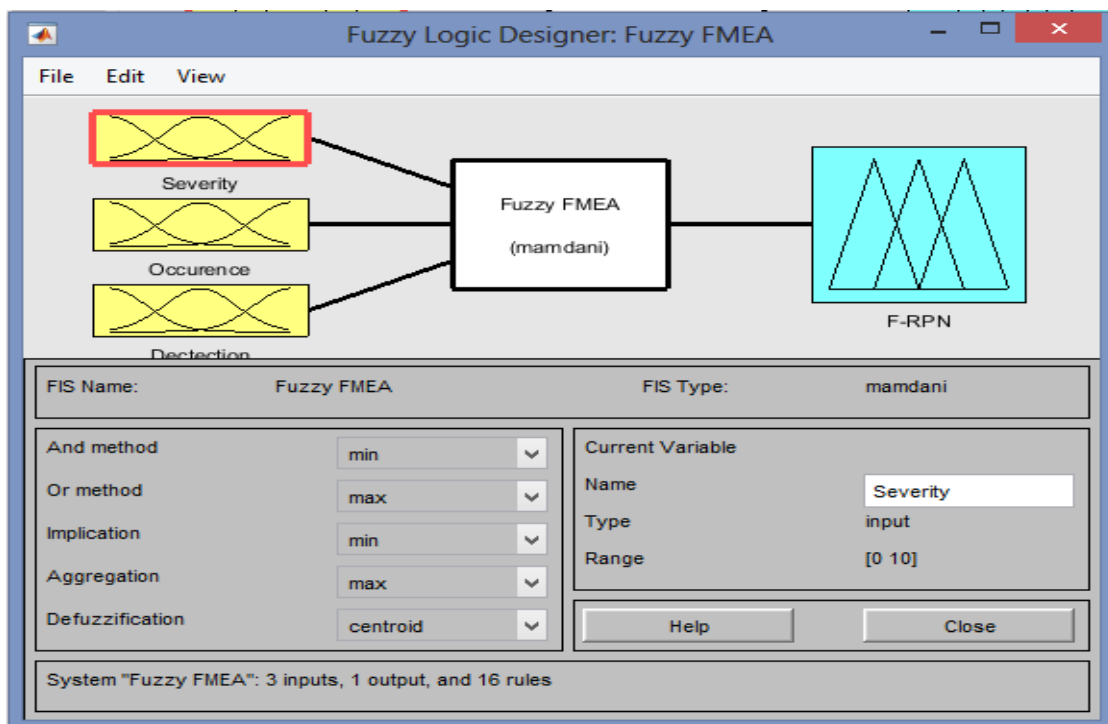 Fuzzy Logic Designer: Fuzzy FMEA
File Edit View
Severity
Occurence
Dectection
Fuzzy FMEA
(mamdani)
F-RPN
FIS Name: Fuzzy FMEA FIS Type: mamdani
And method min
Or method max
Implication min
Aggregation max
Defuzzification centroid
Current Variable
Name Severity
Type input
Range [0 10]
Help Close
System "Fuzzy FMEA": 3 inputs, 1 output, and 16 rules